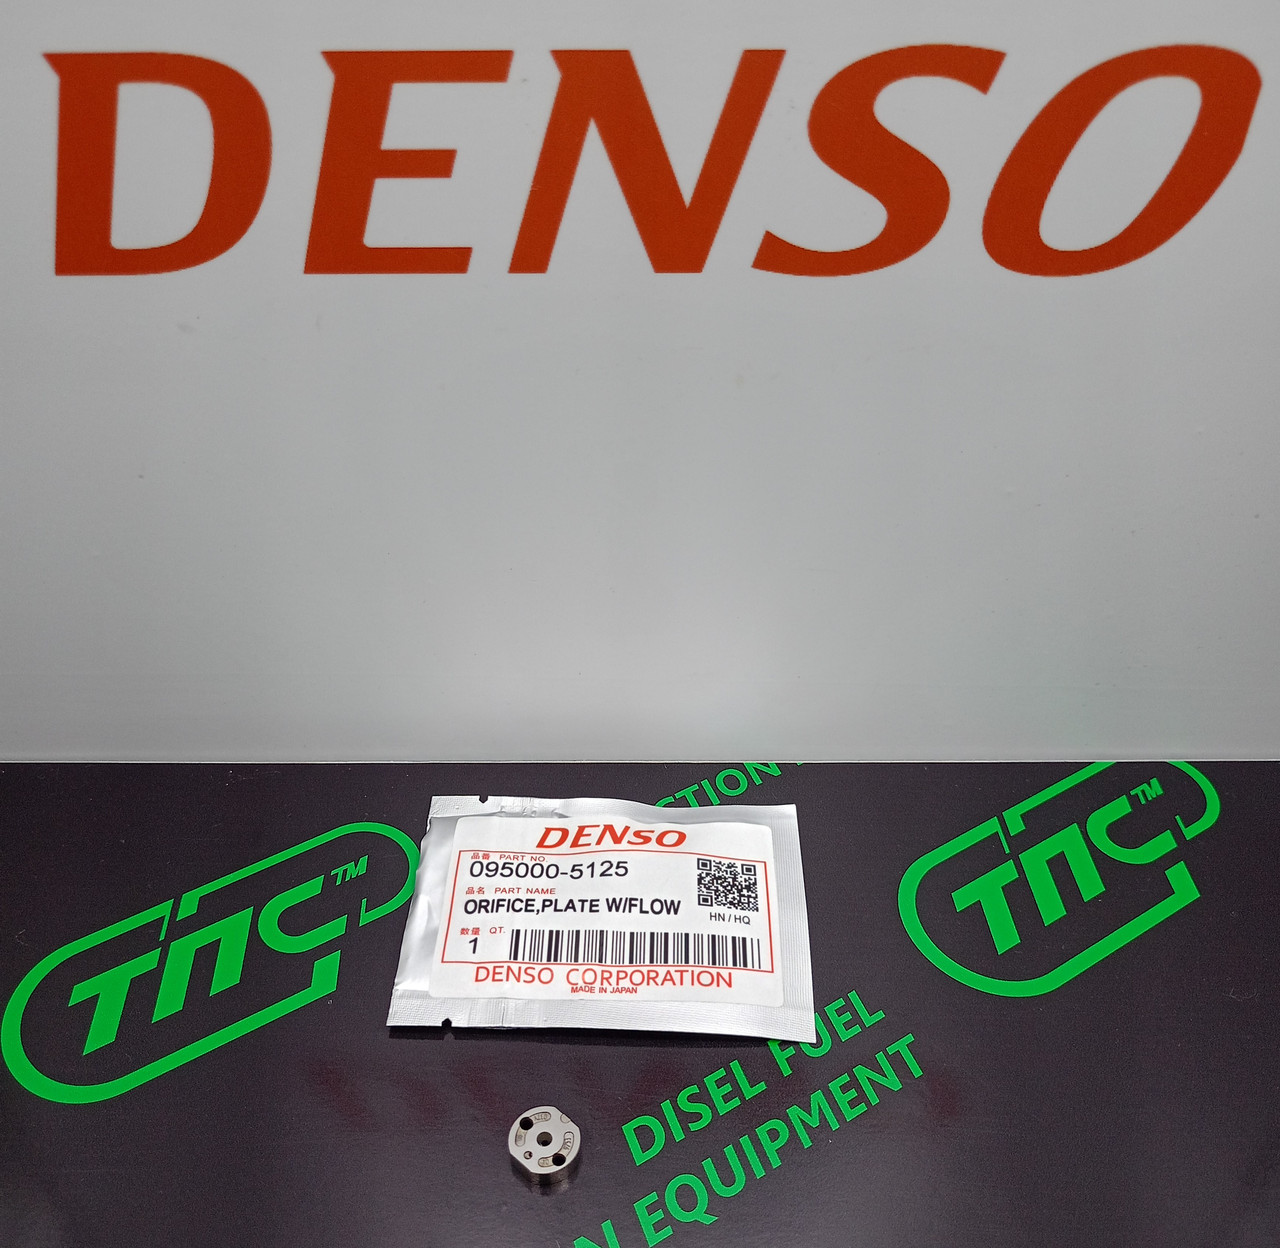 DENSO
CTION
TNC™
TNC™
DENSO
品番 PART NO.
095000-5125
品名 PART NAME
ORIFICE,PLATE W/FLOW
HN / HQ
数量 QT.
1
DENSO CORPORATION
MADE IN JAPAN
DISEL FUEL
N EQUIPMENT